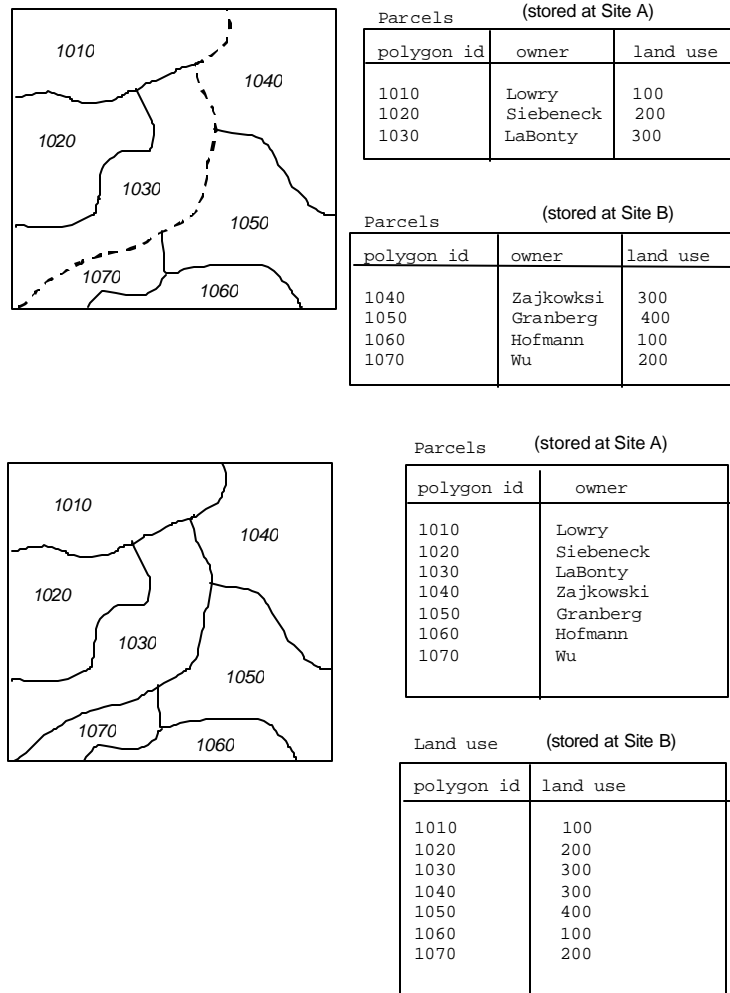 1010
1040
1020
1030
1050
1070
1060
Parcels (stored at Site A)
polygon id owner land use
1010 Lowry 100
1020 Siebeneck 200
1030 LaBonty 300
Parcels (stored at Site B)
polygon id owner land use
1040 Zajkowksi 300
1050 Granberg 400
1060 Hofmann 100
1070 Wu 200
1010
1040
1020
1030
1050
1070
1060
Parcels (stored at Site A)
polygon id owner
1010 Lowry
1020 Siebeneck
1030 LaBonty
1040 Zajkowski
1050 Granberg
1060 Hofmann
1070 Wu
Land use (stored at Site B)
polygon id land use
1010 100
1020 200
1030 300
1040 300
1050 400
1060 100
1070 200